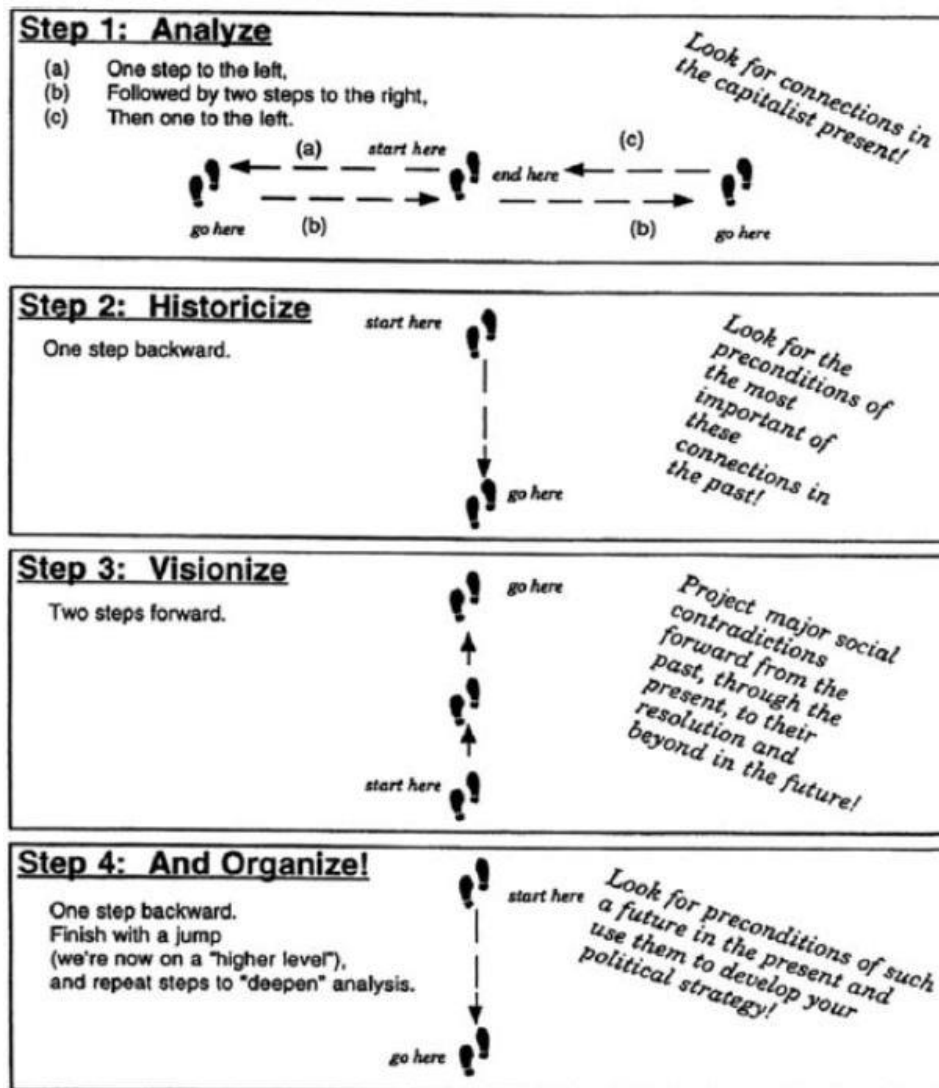 Step 1: Analyze
(a) One step to the left,
(b) Followed by two steps to the right,
(c) Then one to the left.
Look for connections in
the capitalist present!
(a)
start here
(c)
end here
go here
(b)
(b)
go here
Step 2: Historicize
One step backward.
start here
go here
Look for the
preconditions of
the most
important of
these
connections in
the past!
Step 3: Visionize
Two steps forward.
go here
start here
Project major social
contradictions
forward from the
past, through the
present, to their
resolution and
beyond in the future!
Step 4: And Organize!
One step backward.
Finish with a jump
(we're now on a "higher level"),
and repeat steps to "deepen" analysis.
start here
go here
Look for preconditions of such
a future in the present and
use them to develop your
political strategy!